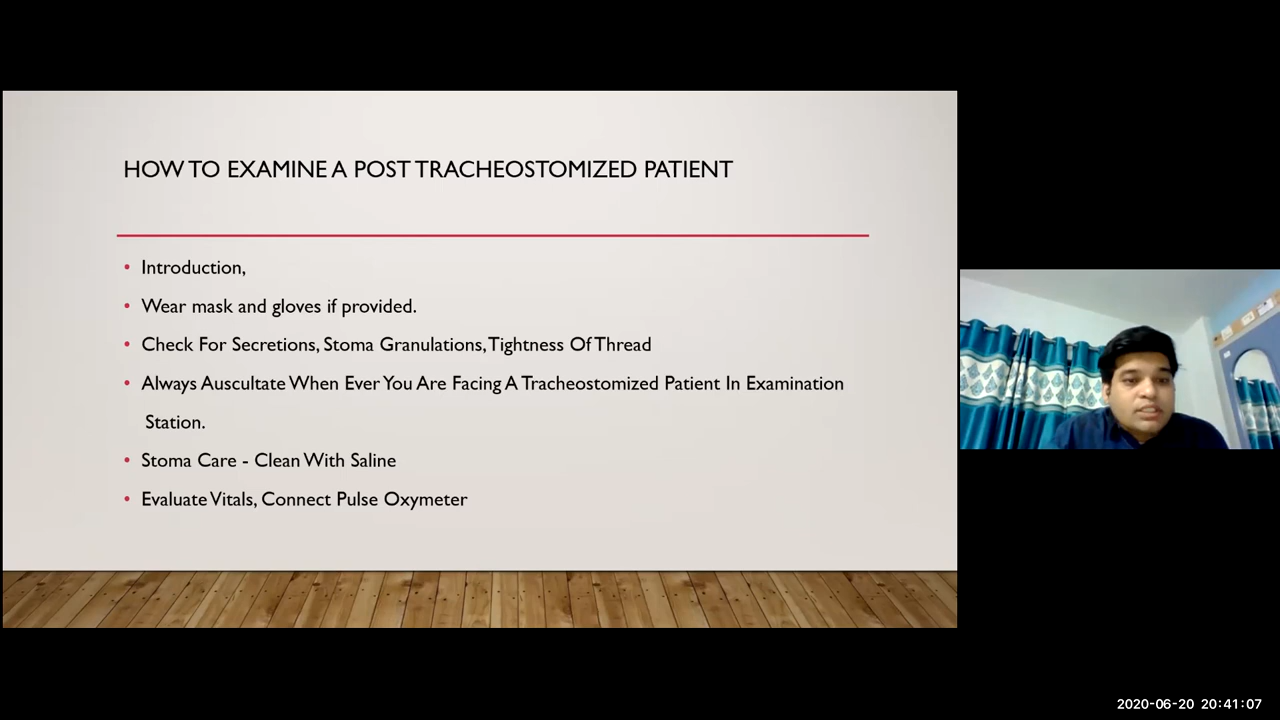 HOW TO EXAMINE A POST TRACHEOSTOMIZED PATIENT
• Introduction,
• Wear mask and gloves if provided.
• Check For Secretions, Stoma Granulations, Tightness Of Thread
• Always Auscultate When Ever You Are Facing A Tracheostomized Patient In Examination
Station.
• Stoma Care - Clean With Saline
• Evaluate Vitals, Connect Pulse Oxymeter
2020-06-20 20:41:07